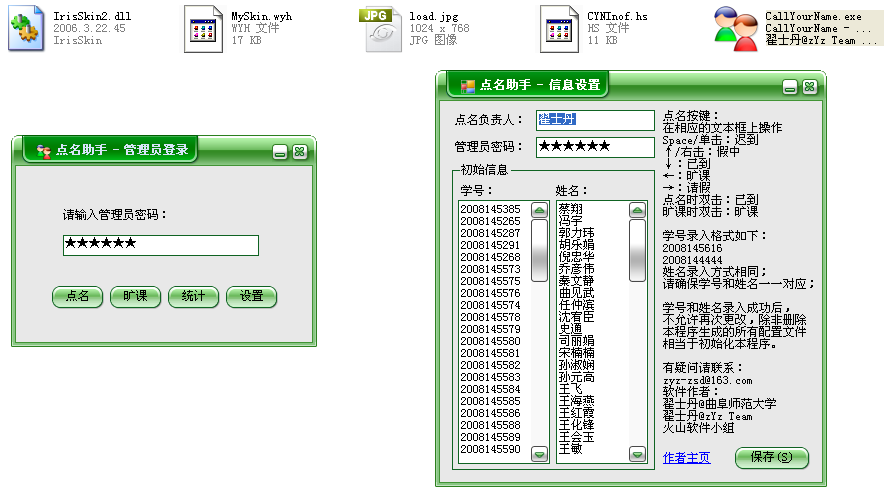 IrisSkin2.dll
2006.3.22.45
IrisSkin
MySkin.wyh
WYH 文件
17 KB
JPG
load.jpg
1024 x 768
JPG 图像
CYNInof.hs
HS 文件
11 KB
CallYourName.exe
CallYourName - ...
翟士丹@zYz Team ...
点名助手 - 管理员登录
请输入管理员密码：
★★★★★★
点名 旷课 统计 设置
点名助手 - 信息设置
点名负责人： 翟士丹
管理员密码： ★★★★★★
初始信息
学号： 姓名：
2008145385 蔡翔
2008145265 冯宇
2008145287 郭力玮
2008145291 胡乐娟
2008145268 倪忠华
2008145573 乔彦伟
2008145575 秦文静
2008145576 曲见武
2008145574 任仲滨
2008145578 沈宥臣
2008145579 史通
2008145580 司丽娟
2008145581 宋楠楠
2008145582 孙淑娴
2008145583 孙元高
2008145584 王飞
2008145585 王海燕
2008145586 王红霞
2008145588 王化锋
2008145589 王会玉
2008145590 王敏
点名按键：
在相应的文本框上操作
Space/单击：迟到
↑/右击：假中
↓：已到
←：旷课
→：请假
点名时双击：已到
旷课时双击：旷课
学号录入格式如下：
2008145616
2008144444
姓名录入方式相同；
请确保学号和姓名一一对应；
学号和姓名录入成功后，
不允许再次更改，除非删除
本程序生成的所有配置文件
相当于初始化本程序。
有疑问请联系：
zyz-zsd@163.com
软件作者：
翟士丹@曲阜师范大学
翟士丹@zYz Team
火山软件小组
作者主页 保存(S)